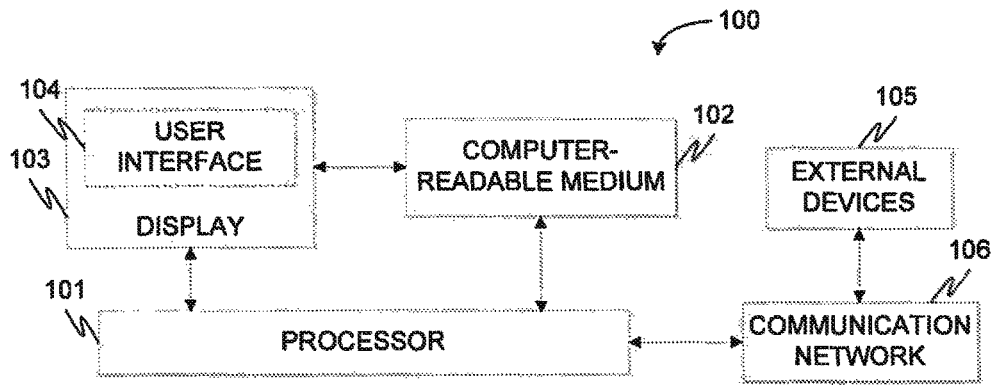 100
104
USER
INTERFACE
103
DISPLAY
COMPUTER-
READABLE MEDIUM
102
105
EXTERNAL
DEVICES
101
PROCESSOR
106
COMMUNICATION
NETWORK